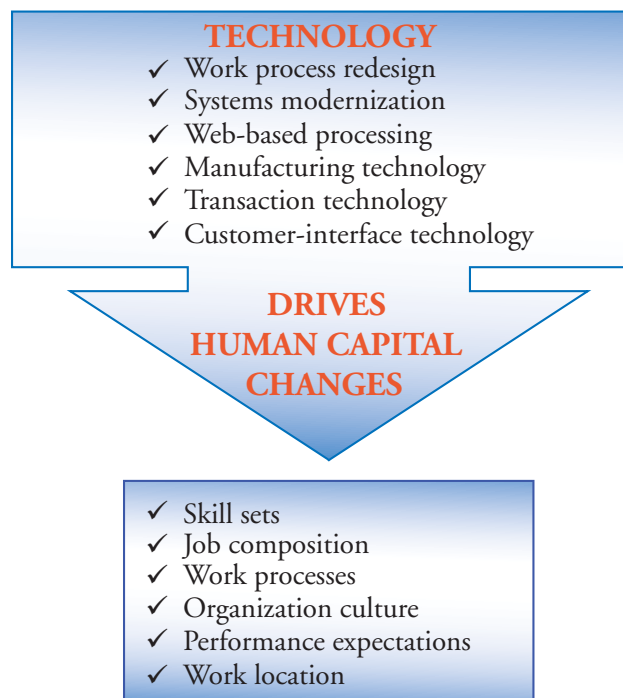 TECHNOLOGY
✓ Work process redesign
✓ Systems modernization
✓ Web-based processing
✓ Manufacturing technology
✓ Transaction technology
✓ Customer-interface technology
DRIVES
HUMAN CAPITAL
CHANGES
✓ Skill sets
✓ Job composition
✓ Work processes
✓ Organization culture
✓ Performance expectations
✓ Work location